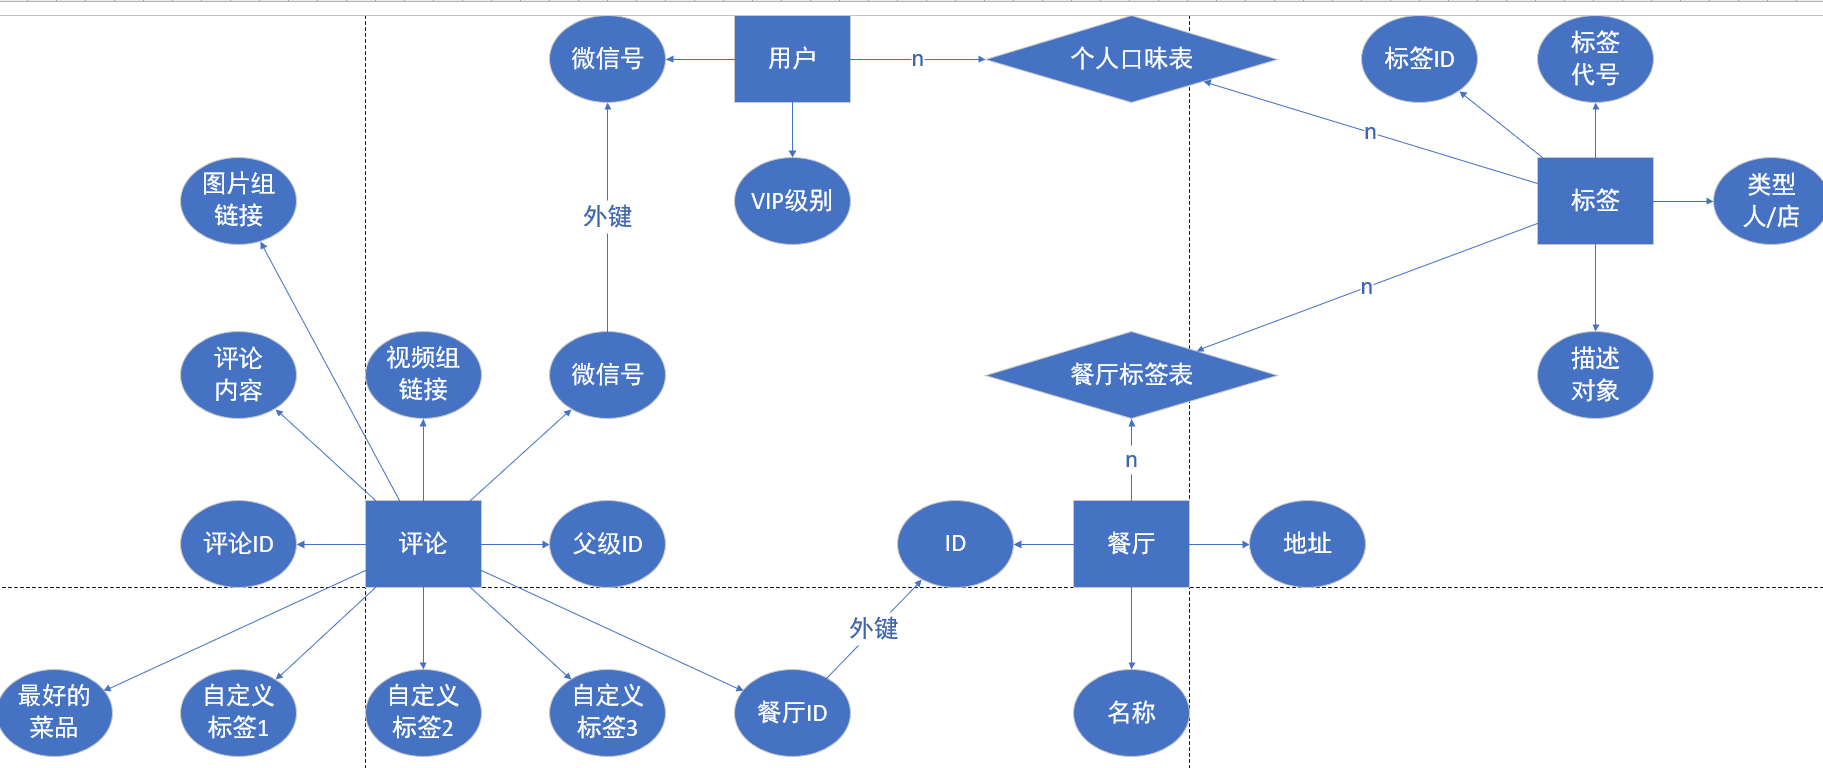 微信号
用户
n
个人口味表
标签ID
标签
代号
n
图片组
链接
外键
VIP级别
标签
类型
人/店
n
评论
内容
视频组
链接
微信号
餐厅标签表
描述
对象
n
评论ID
评论
父级ID
ID
餐厅
地址
外键
最好的
菜品
自定义
标签1
自定义
标签2
自定义
标签3
餐厅ID
名称